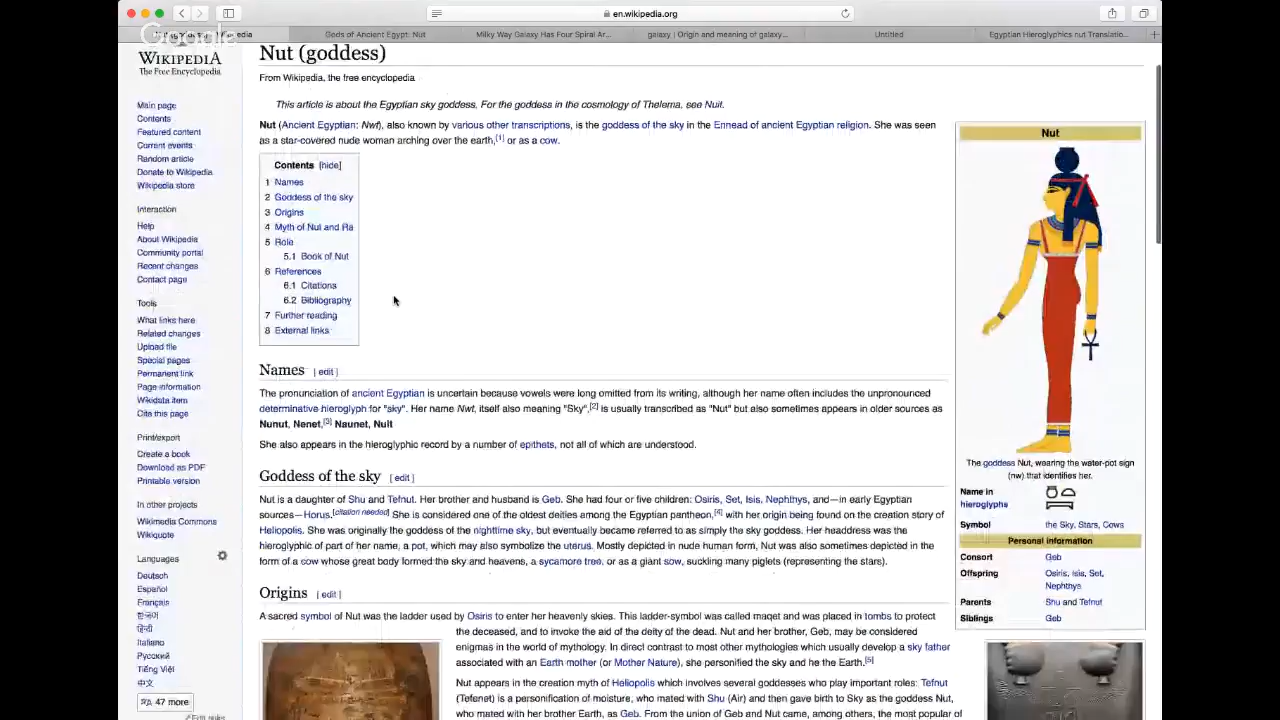 en.wikipedia.org
Google
Gods of Ancient Egypt: Nut
Milky Way Galaxy Has Four Spiral Ar...
galaxy | Origin and meaning of galaxy...
Untitled
Egyptian Hieroglyphics nut Translatio...
WIKIPEDIA
The Free Encyclopedia
Main page
Contents
Featured content
Current events
Random article
Donate to Wikipedia
Wikipedia store
Interaction
Help
About Wikipedia
Community portal
Recent changes
Contact page
Tools
What links here
Related changes
Upload file
Special pages
Permanent link
Page information
Wikidata item
Cite this page
Print/export
Create a book
Download as PDF
Printable version
In other projects
Wikimedia Commons
Wikiquote
Languages
Deutsch
Español
Français
한국어
हिन्दी
Italiano
Русский
Tiếng Việt
中文
47 more
Edit links
Nut (goddess)
From Wikipedia, the free encyclopedia
This article is about the Egyptian sky goddess. For the goddess in the cosmology of Thelema, see Nuit.
Nut (Ancient Egyptian: Nwt), also known by various other transcriptions, is the goddess of the sky in the Ennead of ancient Egyptian religion. She was seen
as a star-covered nude woman arching over the earth,[1] or as a cow.
Contents [hide]
1 Names
2 Goddess of the sky
3 Origins
4 Myth of Nut and Ra
5 Role
5.1 Book of Nut
6 References
6.1 Citations
6.2 Bibliography
7 Further reading
8 External links
Names [ edit ]
The pronunciation of ancient Egyptian is uncertain because vowels were long omitted from its writing, although her name often includes the unpronounced
determinative hieroglyph for "sky". Her name Nwt, itself also meaning "Sky",[2] is usually transcribed as "Nut" but also sometimes appears in older sources as
Nunut, Nenet,[3] Naunet, Nuit
She also appears in the hieroglyphic record by a number of epithets, not all of which are understood.
Goddess of the sky [ edit ]
Nut is a daughter of Shu and Tefnut. Her brother and husband is Geb. She had four or five children: Osiris, Set, Isis, Nephthys, and—in early Egyptian
sources—Horus.[citation needed] She is considered one of the oldest deities among the Egyptian pantheon,[4] with her origin being found on the creation story of
Heliopolis. She was originally the goddess of the nighttime sky, but eventually became referred to as simply the sky goddess. Her headdress was the
hieroglyphic of part of her name, a pot, which may also symbolize the uterus. Mostly depicted in nude human form, Nut was also sometimes depicted in the
form of a cow whose great body formed the sky and heavens, a sycamore tree, or as a giant sow, suckling many piglets (representing the stars).
Origins [ edit ]
A sacred symbol of Nut was the ladder used by Osiris to enter her heavenly skies. This ladder-symbol was called maqet and was placed in tombs to protect
the deceased, and to invoke the aid of the deity of the dead. Nut and her brother, Geb, may be considered
enigmas in the world of mythology. In direct contrast to most other mythologies which usually develop a sky father
associated with an Earth mother (or Mother Nature), she personified the sky and he the Earth.[5]
Nut appears in the creation myth of Heliopolis which involves several goddesses who play important roles: Tefnut
(Tefenet) is a personification of moisture, who mated with Shu (Air) and then gave birth to Sky as the goddess Nut,
who mated with her brother Earth, as Geb. From the union of Geb and Nut came, among others, the most popular of
Nut
The goddess Nut, wearing the water-pot sign
(nw) that identifies her.
Name in
hieroglyphs
Symbol the Sky, Stars, Cows
Personal information
Consort Geb
Offspring Osiris, Isis, Set,
Nephthys
Parents Shu and Tefnut
Siblings Geb